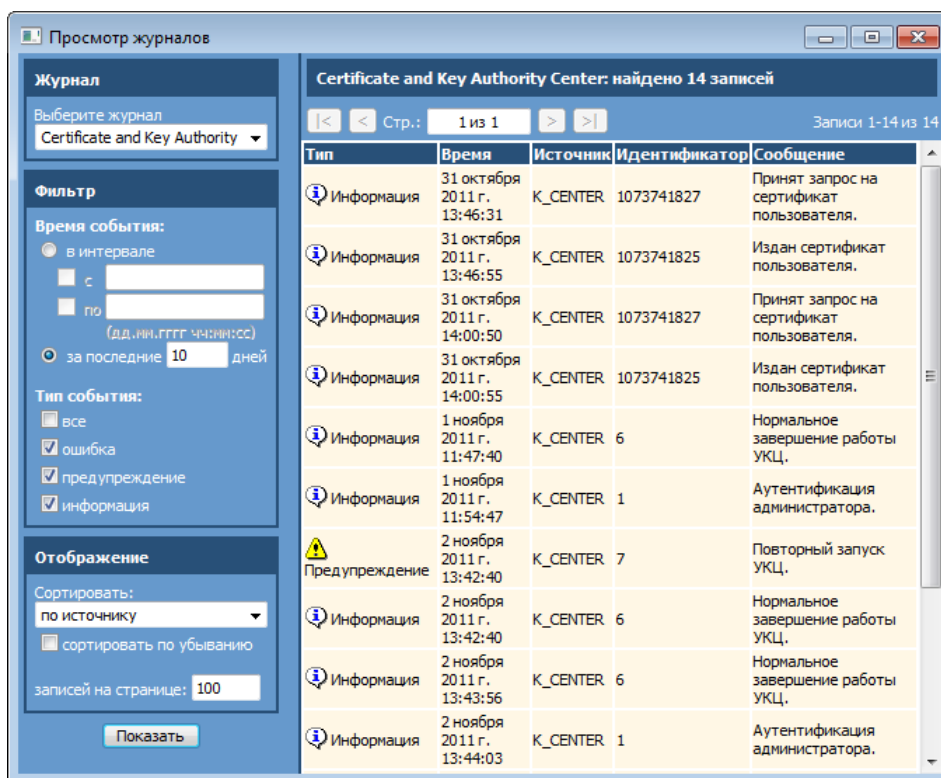 Просмотр журналов
Журнал
Выберите журнал
Certificate and Key Authority
Фильтр
Время события:
в интервале
с
по
(дд.мм.гггг чч:мм:сс)
за последние 10 дней
Тип события:
все
ошибка
предупреждение
информация
Отображение
Сортировать:
по источнику
сортировать по убыванию
записей на странице: 100
Показать
Certificate and Key Authority Center: найдено 14 записей
|< < Стр.: 1 из 1 > >| Записи 1-14 из 14
Тип Время Источник Идентификатор Сообщение
31 октября Принят запрос на
Информация 2011 г. K_CENTER 1073741827 сертификат
13:46:31 пользователя.
31 октября Издан сертификат
Информация 2011 г. K_CENTER 1073741825 пользователя.
13:46:55
31 октября Принят запрос на
Информация 2011 г. K_CENTER 1073741827 сертификат
14:00:50 пользователя.
31 октября Издан сертификат
Информация 2011 г. K_CENTER 1073741825 пользователя.
14:00:55
1 ноября Нормальное
Информация 2011 г. K_CENTER 6 завершение работы
11:47:40 УКЦ.
1 ноября Аутентификация
Информация 2011 г. K_CENTER 1 администратора.
11:54:47
2 ноября Повторный запуск
Предупреждение 2011 г. K_CENTER 7 УКЦ.
13:42:40
2 ноября Нормальное
Информация 2011 г. K_CENTER 6 завершение работы
13:42:40 УКЦ.
2 ноября Нормальное
Информация 2011 г. K_CENTER 6 завершение работы
13:43:56 УКЦ.
2 ноября Аутентификация
Информация 2011 г. K_CENTER 1 администратора.
13:44:03